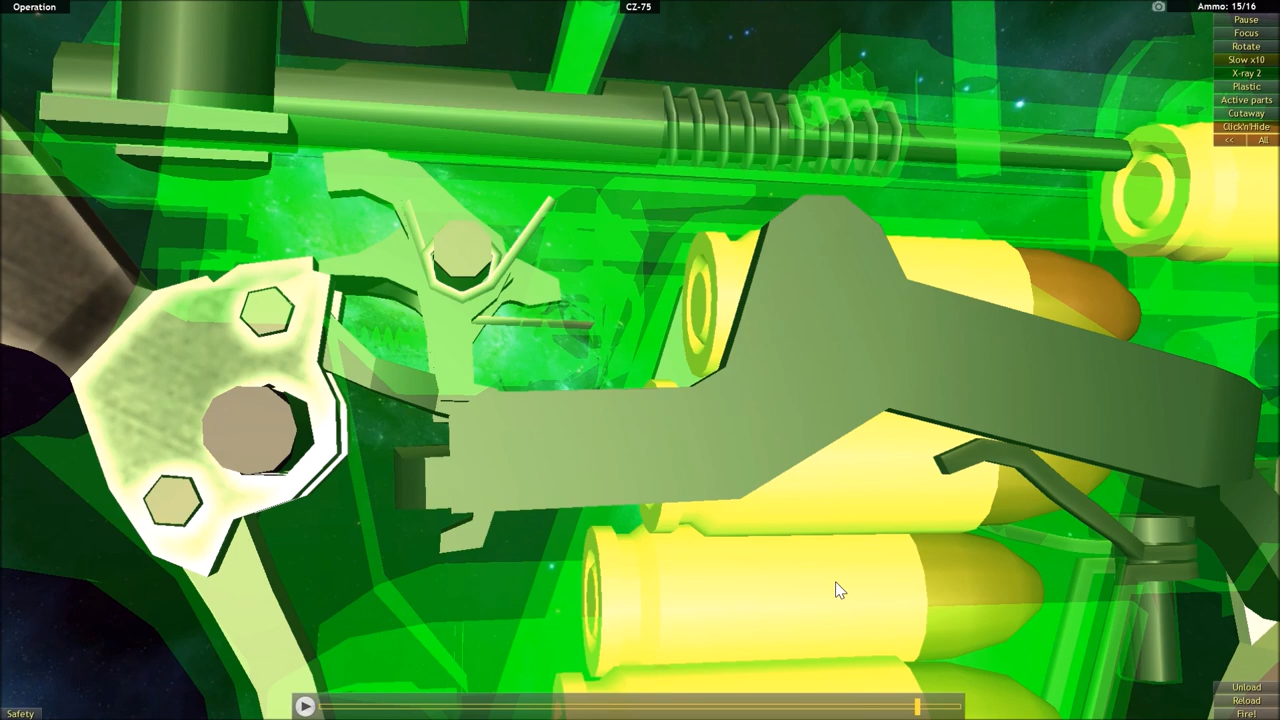 Operation
CZ-75
Ammo: 15/16
Pause
Focus
Rotate
Slow x10
X-ray 2
Plastic
Active parts
Cutaway
Click'n'Hide
<< All
Unload
Reload
Safety
Fire!